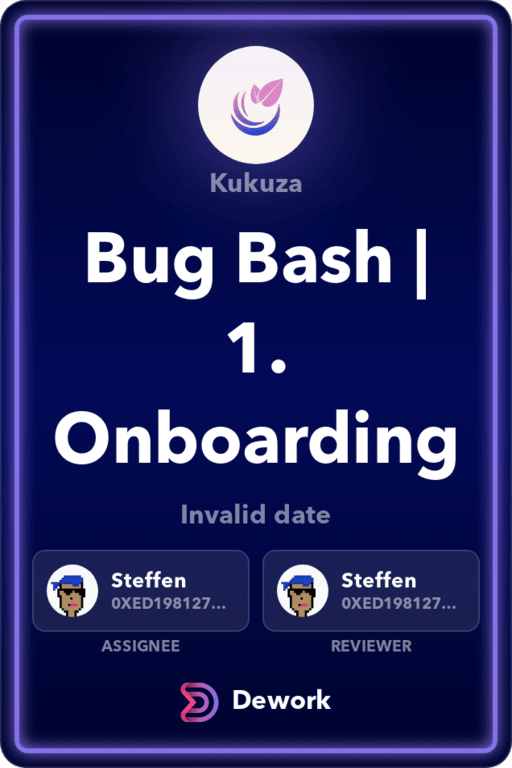 Kukuza
Bug Bash |
1.
Onboarding
Invalid date
Steffen
0XED198127...
Steffen
0XED198127...
ASSIGNEE
REVIEWER
Dework